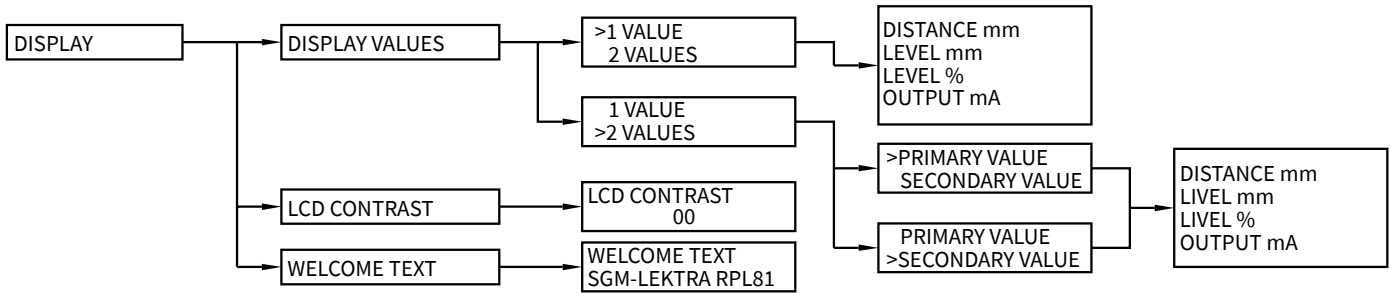 DISPLAY
DISPLAY VALUES
>1 VALUE
2 VALUES
DISTANCE mm
LEVEL mm
LEVEL %
OUTPUT mA
1 VALUE
>2 VALUES
>PRIMARY VALUE
SECONDARY VALUE
PRIMARY VALUE
>SECONDARY VALUE
DISTANCE mm
LIVEL mm
LIVEL %
OUTPUT mA
LCD CONTRAST
LCD CONTRAST
00
WELCOME TEXT
WELCOME TEXT
SGM-LEKTRA RPL81